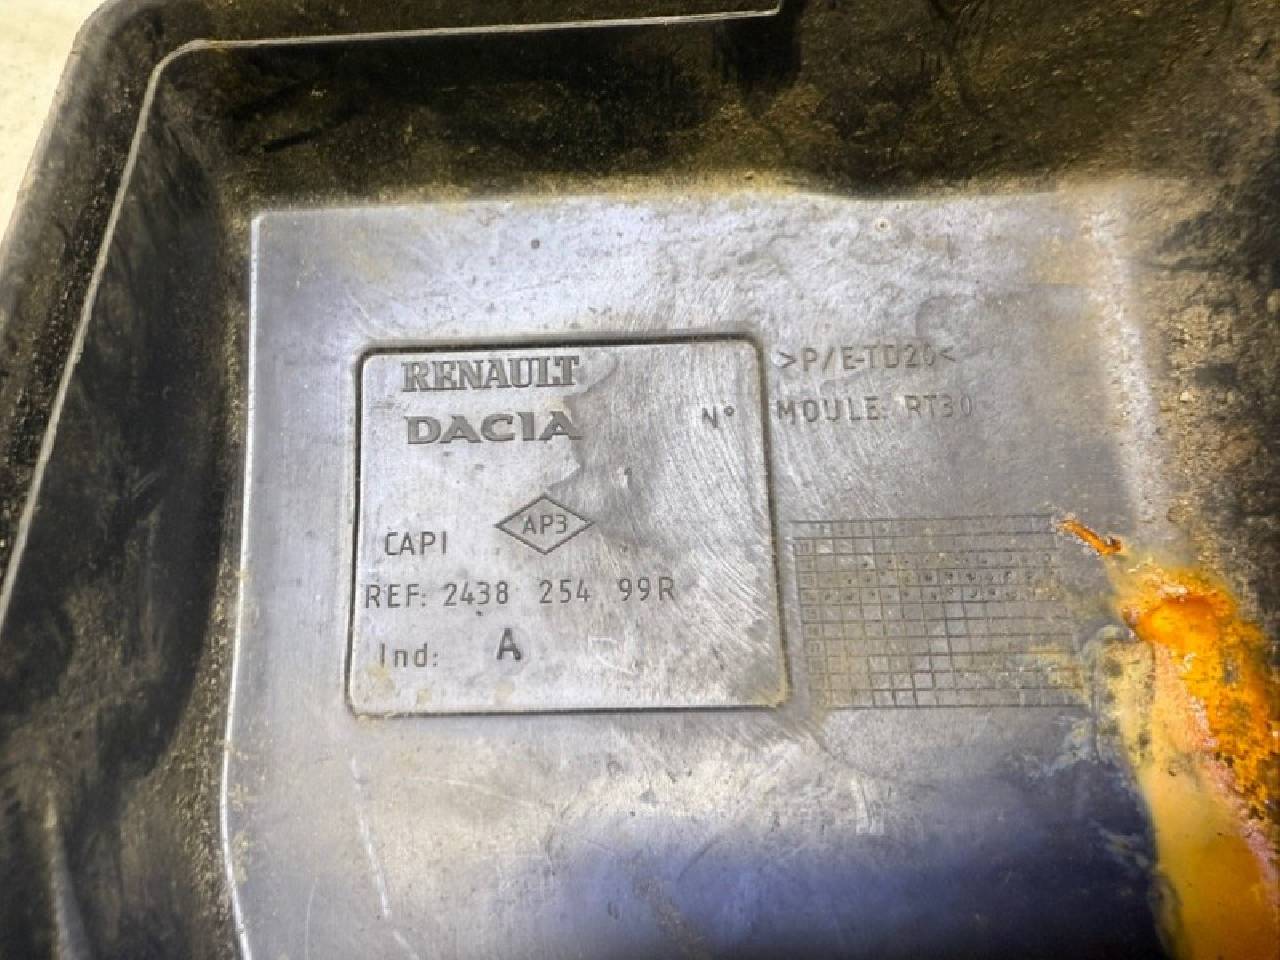 RENAULT
DACIA
N°
AP3
CAPI
REF: 2438 254 99R
Ind: A
>P/E-TD20<
MOULE: RT30